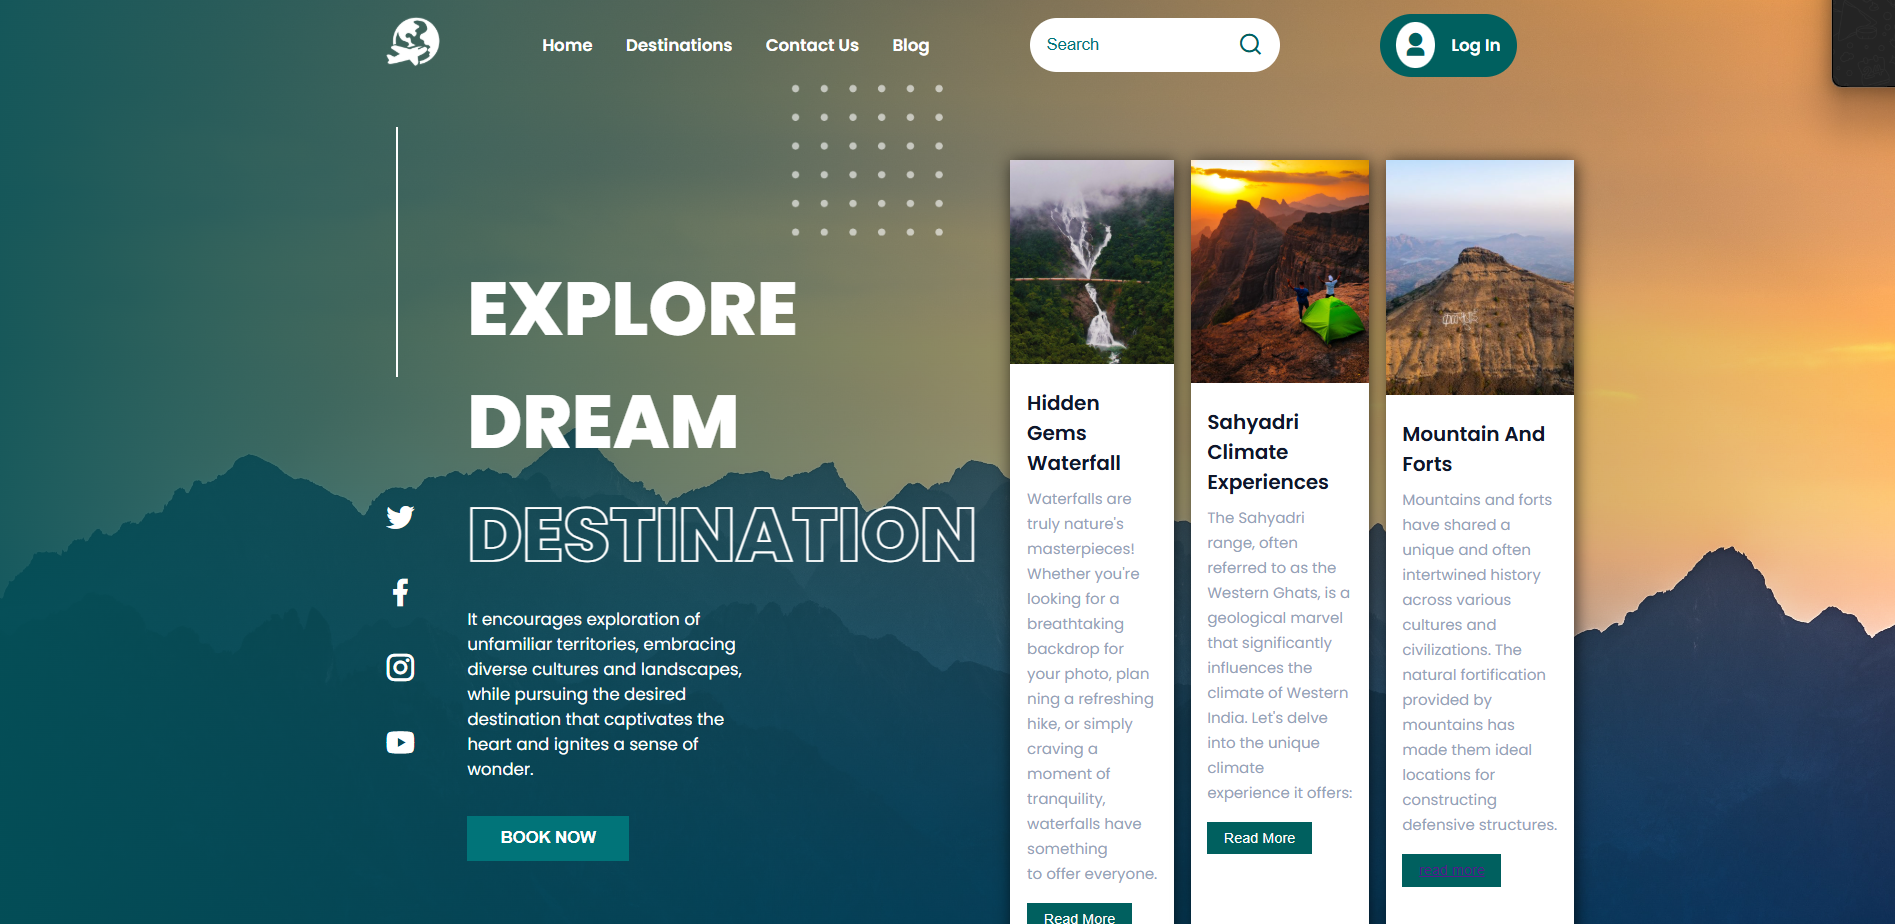 Home Destinations Contact Us Blog
Search
Log In
EXPLORE
DREAM
DESTINATION
It encourages exploration of
unfamiliar territories, embracing
diverse cultures and landscapes,
while pursuing the desired
destination that captivates the
heart and ignites a sense of
wonder.
BOOK NOW
Hidden
Gems
Waterfall
Waterfalls are
truly nature's
masterpieces!
Whether you're
looking for a
breathtaking
backdrop for
your photo, plan
ning a refreshing
hike, or simply
craving a
moment of
tranquility,
waterfalls have
something
to offer everyone.
Read More
Sahyadri
Climate
Experiences
The Sahyadri
range, often
referred to as the
Western Ghats, is a
geological marvel
that significantly
influences the
climate of Western
India. Let's delve
into the unique
climate
experience it offers:
Read More
Mountain And
Forts
Mountains and forts
have shared a
unique and often
intertwined history
across various
cultures and
civilizations. The
natural fortification
provided by
mountains has
made them ideal
locations for
constructing
defensive structures.
read more